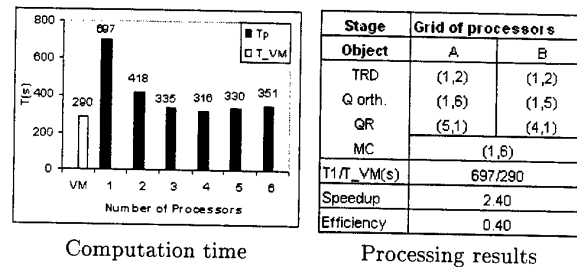 800
600
400
200
0
T(s)
Tp
T_VM
290
697
418
335
316
330
351
VM 1 2 3 4 5 6
Number of Processors
Computation time
Stage Grid of processors
Object A B
TRD (1,2) (1,2)
Q orth. (1,6) (1,5)
QR (5,1) (4,1)
MC (1,6)
T1/T_VM(s) 697/290
Speedup 2.40
Efficiency 0.40
Processing results